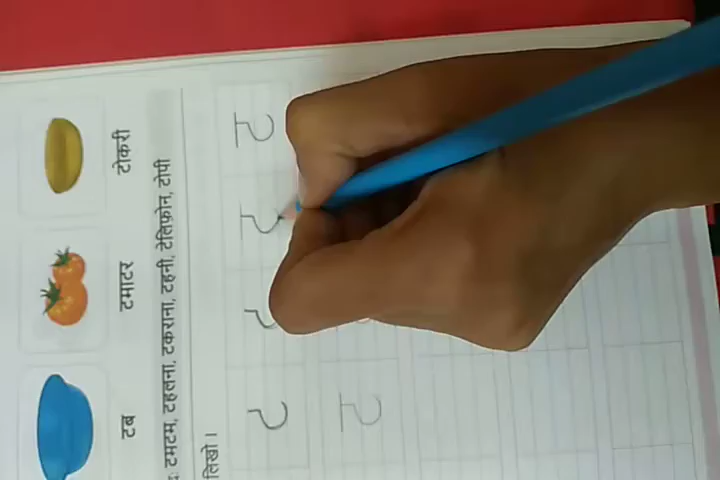 टब टमाटर टोकरी
टमटम, टहलना, टकराना, टहनी, टेलिफ़ोन, टोपी
लिखो ।
ट ट
ट